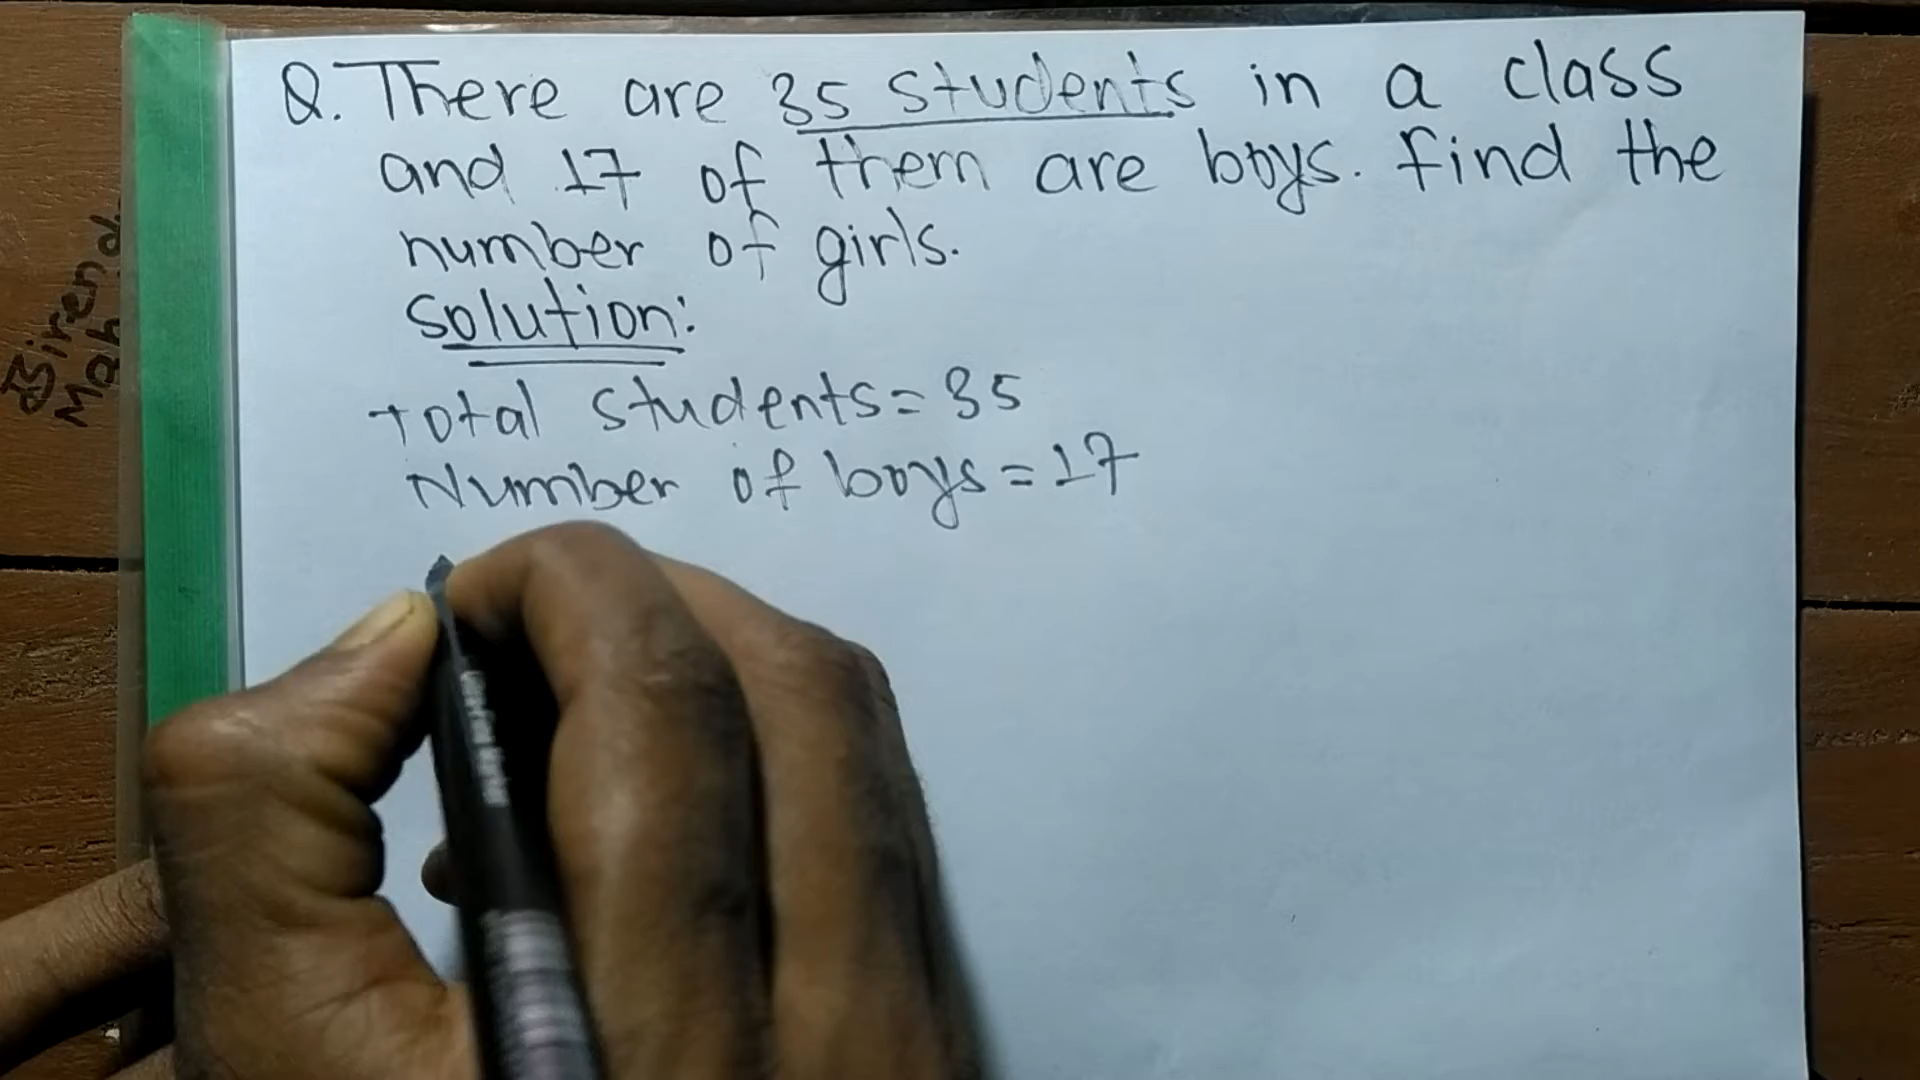 Q. There are 35 students in a class
and 17 of them are boys. Find the
number of girls.
Solution:
Total students = 35
Number of boys = 17